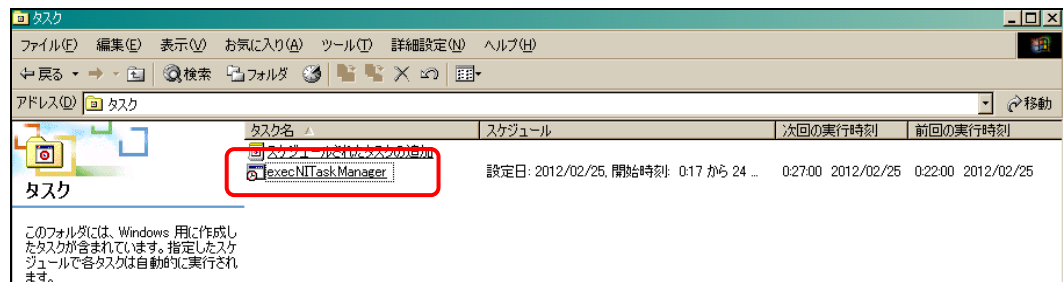 タスク
ファイル(F) 編集(E) 表示(V) お気に入り(A) ツール(T) 詳細設定(N) ヘルプ(H)
戻る 検索 フォルダ
アドレス(D) タスク 移動
タスク名 スケジュール 次回の実行時刻 前回の実行時刻
スケジュールされたタスクの追加
execNITaskManager 設定日: 2012/02/25, 開始時刻: 0:17 から 24 ... 0:27:00 2012/02/25 0:22:00 2012/02/25
タスク
このフォルダには、Windows 用に作成し
たタスクが含まれています。指定したスケ
ジュールで各タスクは自動的に実行され
ます。